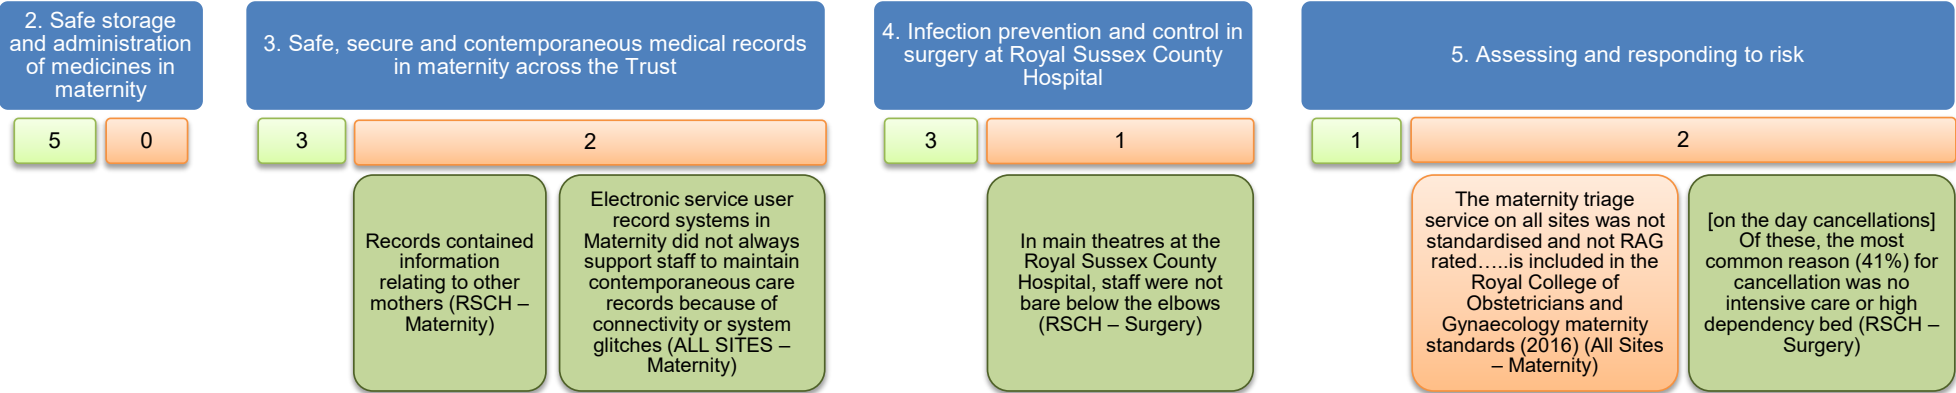 2. Safe storage
and administration
of medicines in
maternity
5
0
3. Safe, secure and contemporaneous medical records
in maternity across the Trust
3
2
Records contained
information
relating to other
mothers (RSCH –
Maternity)
Electronic service user
record systems in
Maternity did not always
support staff to maintain
contemporaneous care
records because of
connectivity or system
glitches (ALL SITES –
Maternity)
4. Infection prevention and control in
surgery at Royal Sussex County
Hospital
3
1
In main theatres at the
Royal Sussex County
Hospital, staff were not
bare below the elbows
(RSCH – Surgery)
5. Assessing and responding to risk
1
2
The maternity triage
service on all sites was not
standardised and not RAG
rated…..is included in the
Royal College of
Obstetricians and
Gynaecology maternity
standards (2016) (All Sites
– Maternity)
[on the day cancellations]
Of these, the most
common reason (41%) for
cancellation was no
intensive care or high
dependency bed (RSCH –
Surgery)